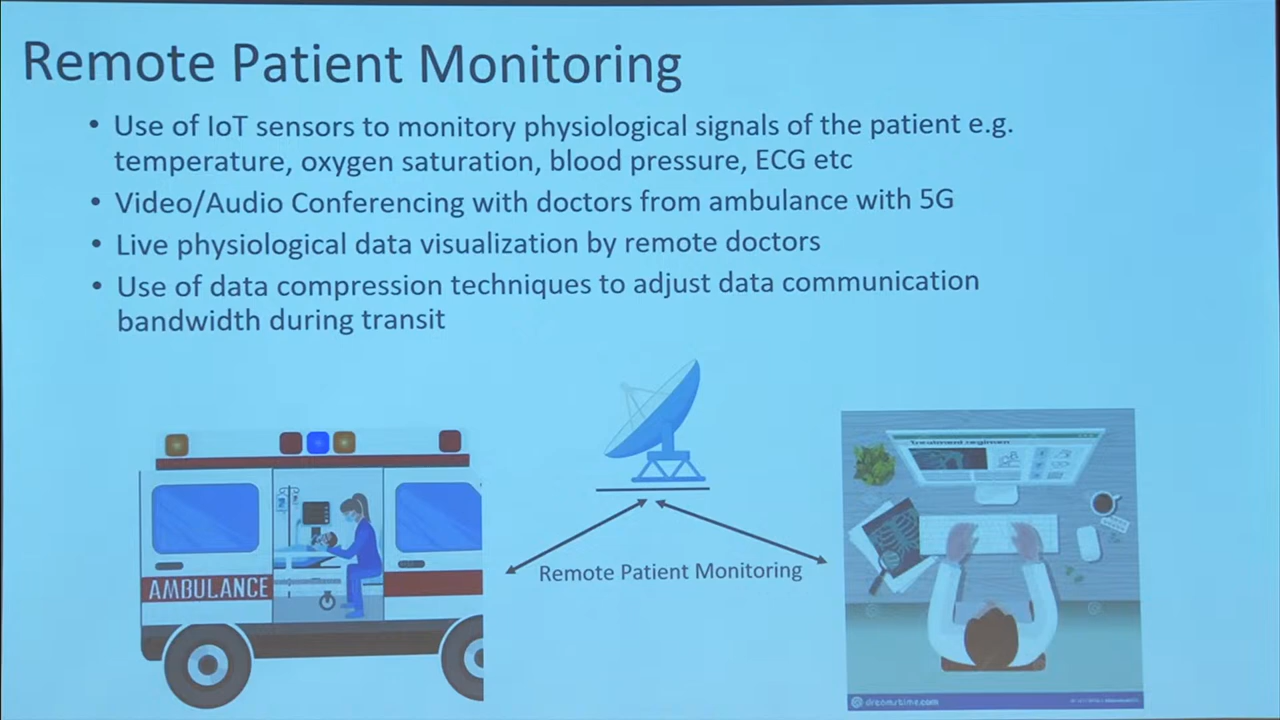 Remote Patient Monitoring
• Use of IoT sensors to monitory physiological signals of the patient e.g.
temperature, oxygen saturation, blood pressure, ECG etc
• Video/Audio Conferencing with doctors from ambulance with 5G
• Live physiological data visualization by remote doctors
• Use of data compression techniques to adjust data communication
bandwidth during transit
Treatment regimen
AMBULANCE
Remote Patient Monitoring
dreamstime.com